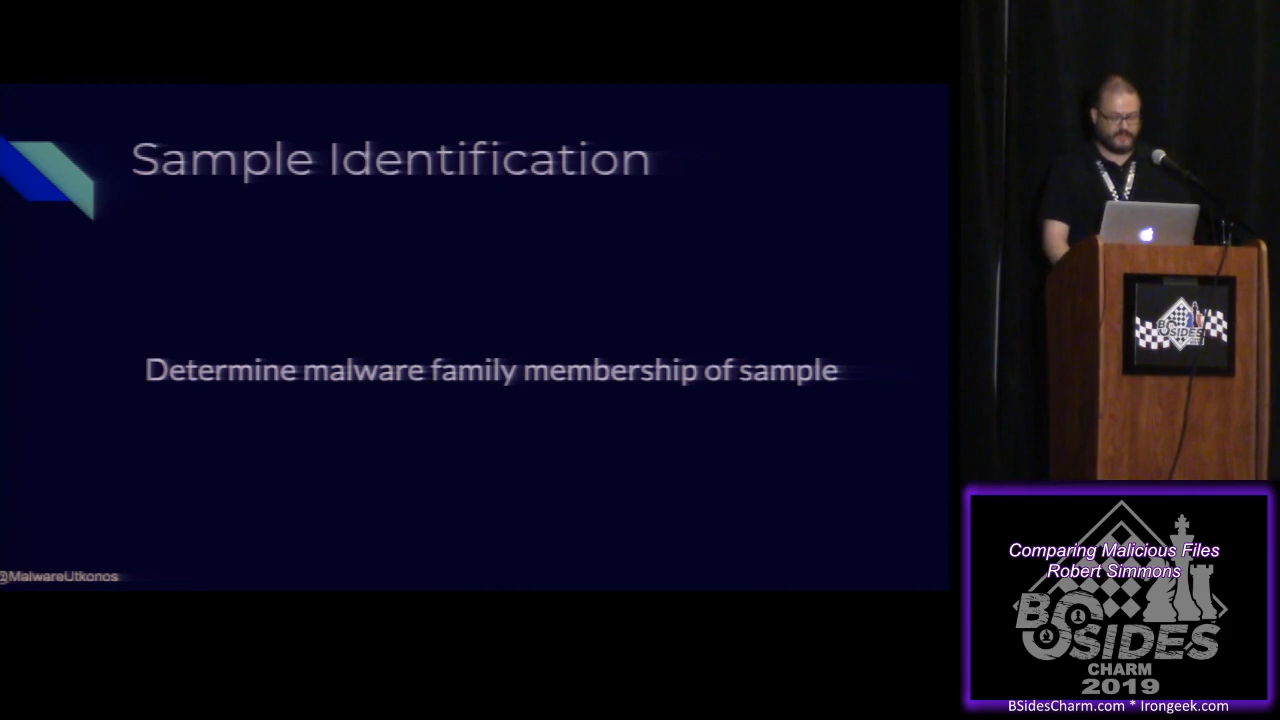 Sample Identification
Determine malware family membership of sample
@MalwareUtkonos
BSIDES
Comparing Malicious Files
Robert Simmons
BSIDES
CHARM
2019
BSidesCharm.com * Irongeek.com